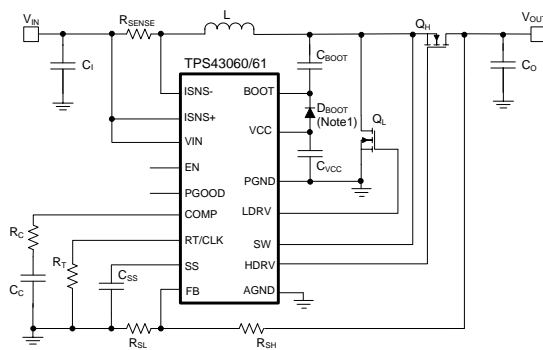 VIN
RSENSE
L
QH
VOUT
CI
TPS43060/61
CBOOT
CO
ISNS-
BOOT
DBOOT
(Note1)
ISNS+
VCC
QL
VIN
CVCC
EN
PGOOD
PGND
COMP
LDRV
RC
RT/CLK
SW
RT
CSS
SS
HDRV
CC
FB
AGND
RSL
RSH